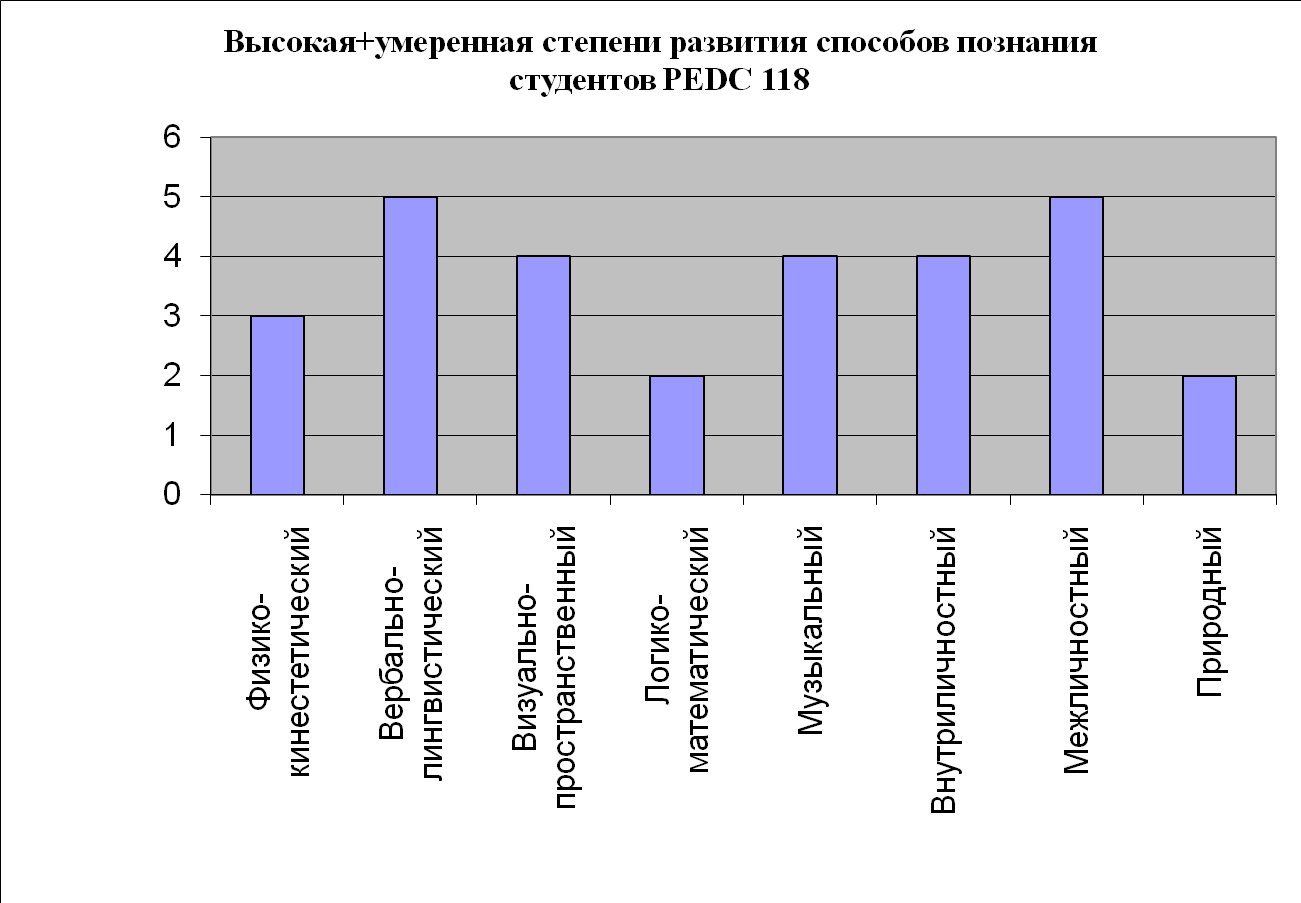 Высокая+умеренная степени развития способов познания
студентов PEDC 118
6
5
4
3
2
1
0
Физико-
кинестетический
Вербально-
лингвистический
Визуально-
пространственный
Логико-
математический
Музыкальный
Внутриличностный
Межличностный
Природный